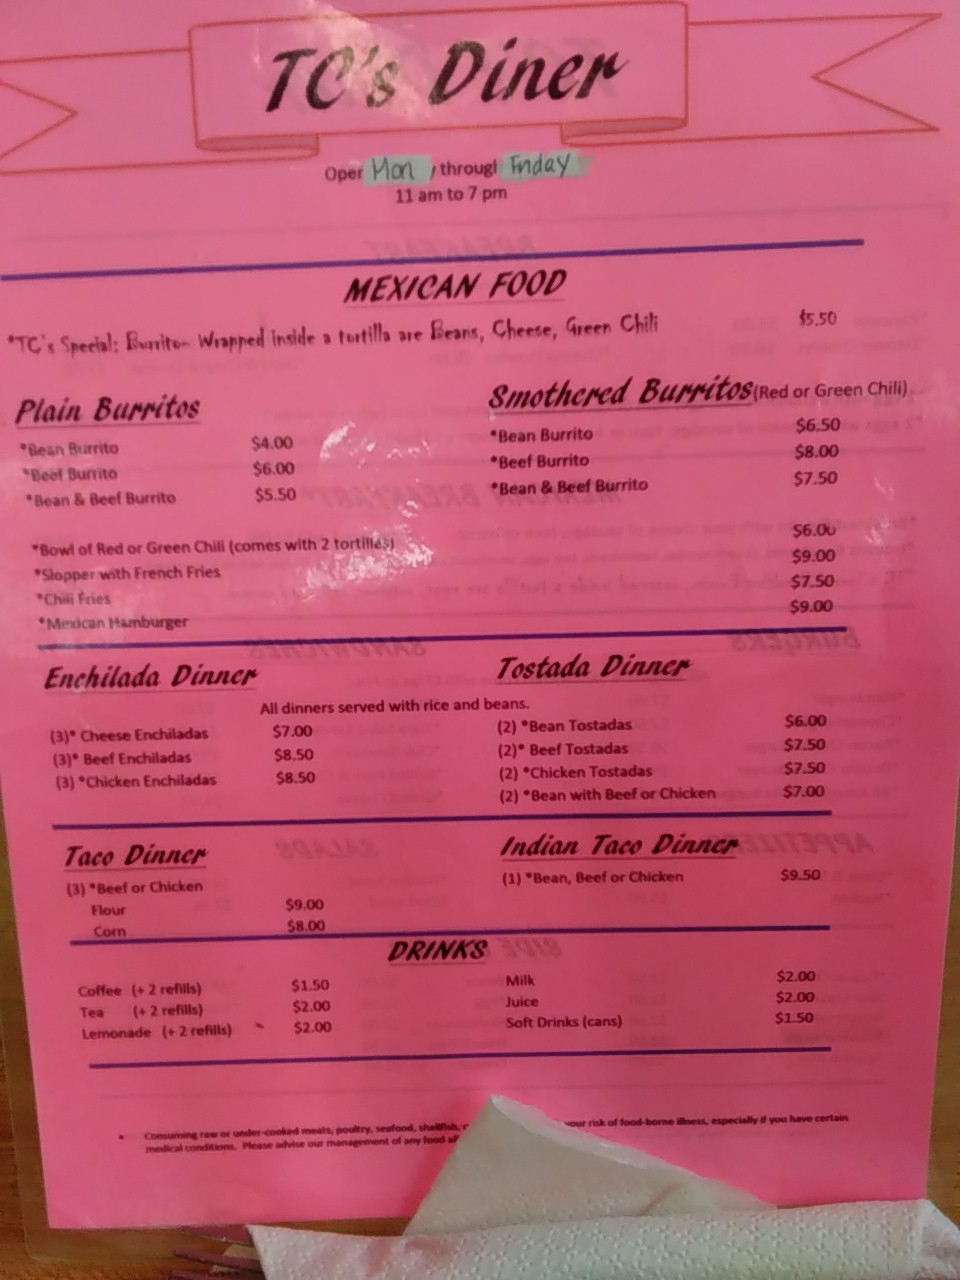 TC's Diner
Oper Mon y througl Friday
11 am to 7 pm
MEXICAN FOOD
*TC's Special: Burrito- Wrapped inside a tortilla are Beans, Cheese, Green Chili $5.50
Plain Burritos
*Bean Burrito $4.00
*Beef Burrito $6.00
*Bean & Beef Burrito $5.50
Smothered Burritos (Red or Green Chili)
*Bean Burrito $6.50
*Beef Burrito $8.00
*Bean & Beef Burrito $7.50
*Bowl of Red or Green Chili (comes with 2 tortillas) $6.00
*Slopper with French Fries $9.00
*Chili Fries $7.50
*Mexican Hamburger $9.00
Enchilada Dinner
Tostada Dinner
All dinners served with rice and beans.
(3)* Cheese Enchiladas $7.00
(3)* Beef Enchiladas $8.50
(3) *Chicken Enchiladas $8.50
(2) *Bean Tostadas $6.00
(2)* Beef Tostadas $7.50
(2) *Chicken Tostadas $7.50
(2) *Bean with Beef or Chicken $7.00
Taco Dinner
(3) *Beef or Chicken
Flour $9.00
Corn $8.00
Indian Taco Dinner
(1) *Bean, Beef or Chicken $9.50
DRINKS
Coffee (+ 2 refills) $1.50
Tea (+ 2 refills) $2.00
Lemonade (+ 2 refills) $2.00
Milk $2.00
Juice $2.00
Soft Drinks (cans) $1.50
* Consuming raw or under-cooked meats, poultry, seafood, shellfish, your risk of food-borne illness, especially if you have certain
medical conditions. Please advise our management of any food